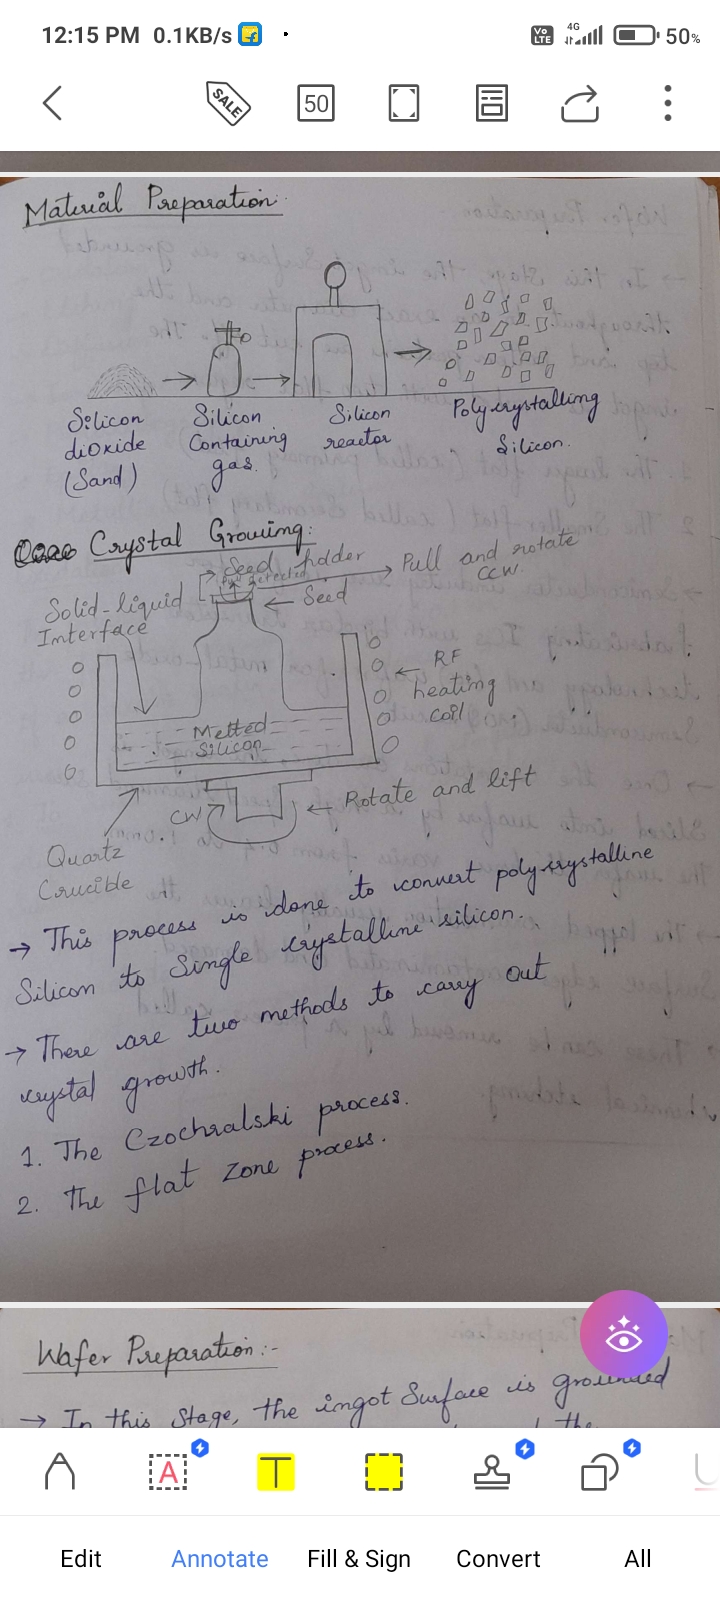 12:15 PM 0.1KB/s
Vo LTE 4G 50%
SALE 50
Material Preparation
Silicon dioxide (Sand)
Silicon Containing gas.
Silicon reactor
Polycrystalling Silicon.
Crystal Growing:
Seed holder
Pull and rotate CCW.
Seed
Solid-liquid Interface
RF heating coil
Melted Silicon
CW
Rotate and lift
Quartz Crucible
→ This process is done to convert polycrystalline
Silicon to Single crystalline silicon.
→ There are two methods to carry out
crystal growth.
1. The Czochralski process.
2. The flat zone process.
Wafer Preparation:-
→ In this Stage, the ingot Surface is grounded
the
A
T
Edit Annotate Fill & Sign Convert All